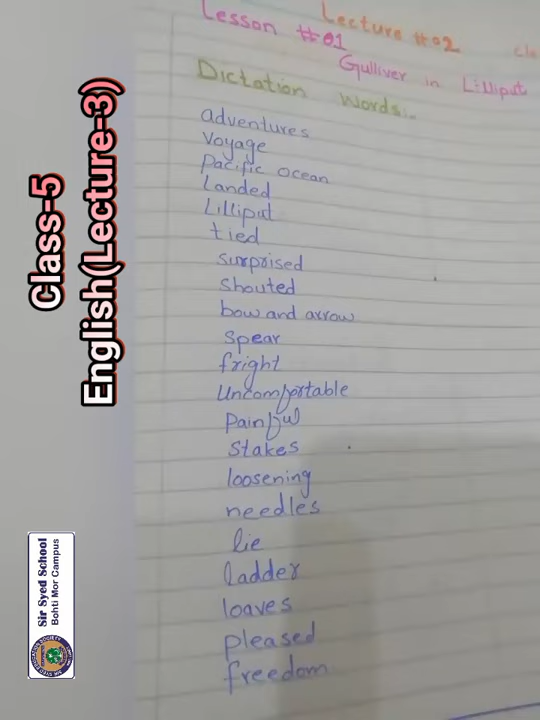 Lecture #02
Lesson #01
Gulliver in Lilliput
Dictation Words:-
adventures
Voyage
Pacific ocean
Landed
Lilliput
tied
surprised
shouted
bow and arrow
spear
fright
Uncomfortable
Painful
Stakes
loosening
needles
lie
ladder
loaves
pleased
freedom
Class-5
English(Lecture-3)
Sir Syed School
Bohti Mor Campus